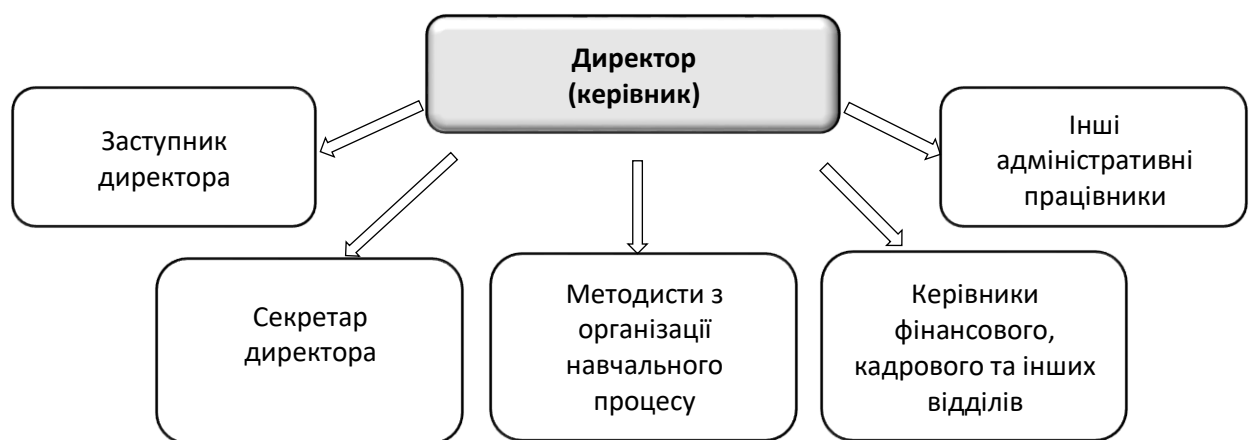 Директор
(керівник)
Заступник
директора
Інші
адміністративні
працівники
Секретар
директора
Методисти з
організації
навчального
процесу
Керівники
фінансового,
кадрового та інших
відділів